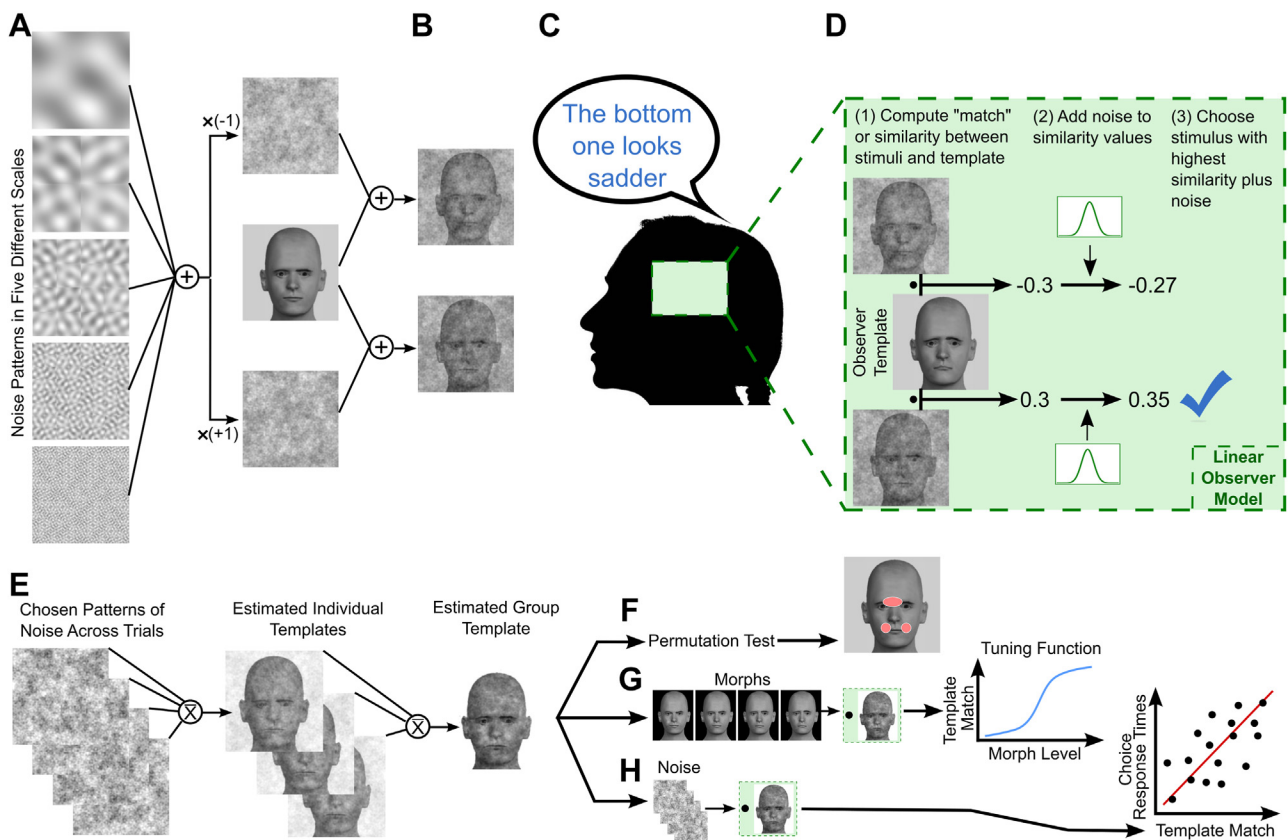 A
B
C
D
Noise Patterns in Five Different Scales
×(-1)
×(+1)
+
+
+
The bottom
one looks
sadder
(1) Compute "match"
or similarity between
stimuli and template
(2) Add noise to
similarity values
(3) Choose
stimulus with
highest
similarity plus
noise
-0.3
-0.27
Observer
Template
0.3
0.35
Linear
Observer
Model
E
Chosen Patterns of
Noise Across Trials
X̅
Estimated Individual
Templates
X̅
Estimated Group
Template
F
Permutation Test
G
Morphs
Tuning Function
Template
Match
Morph Level
H
Noise
Choice
Response Times
Template Match